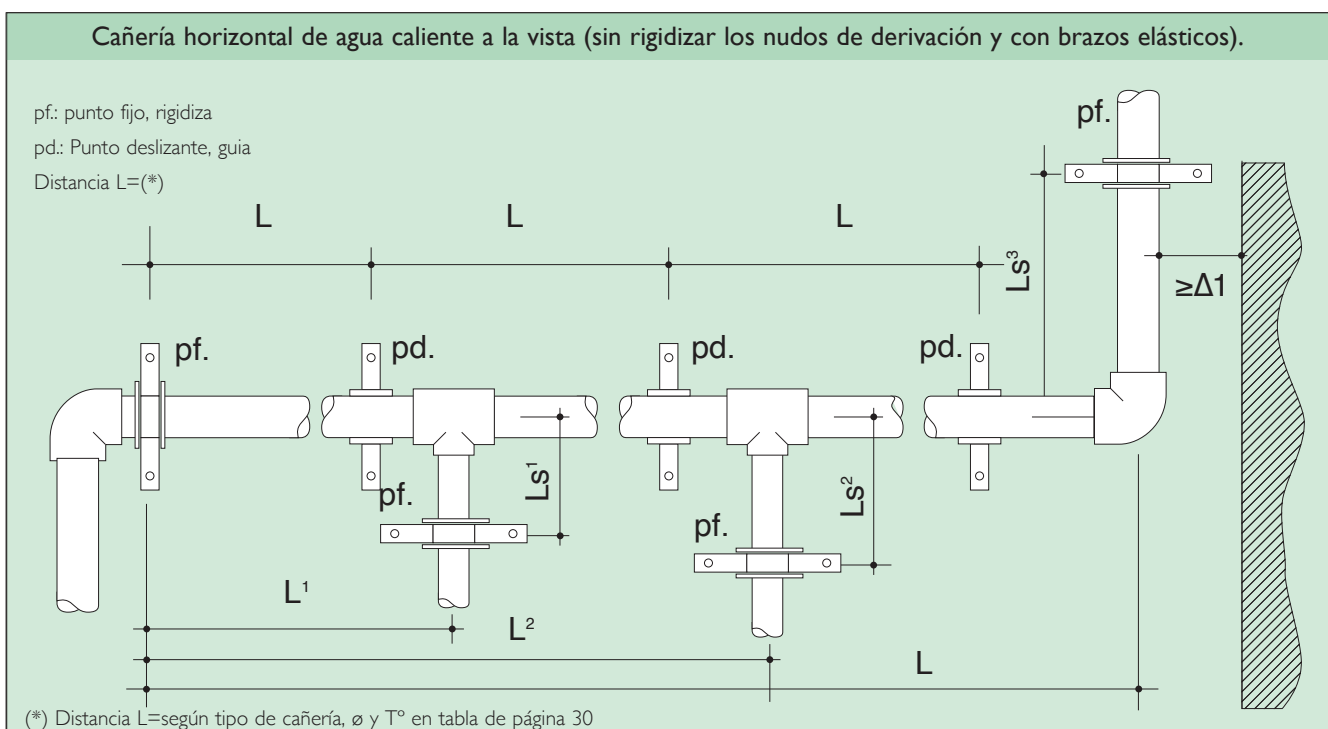 Cañería horizontal de agua caliente a la vista (sin rigidizar los nudos de derivación y con brazos elásticos).
pf.: punto fijo, rigidiza
pd.: Punto deslizante, guia
Distancia L=(*)
pf.
L
L
L
Ls³
≥Δ1
pf.
pd.
pd.
pd.
Ls¹
Ls²
pf.
pf.
L¹
L²
L
(*) Distancia L=según tipo de cañería, ø y Tº en tabla de página 30